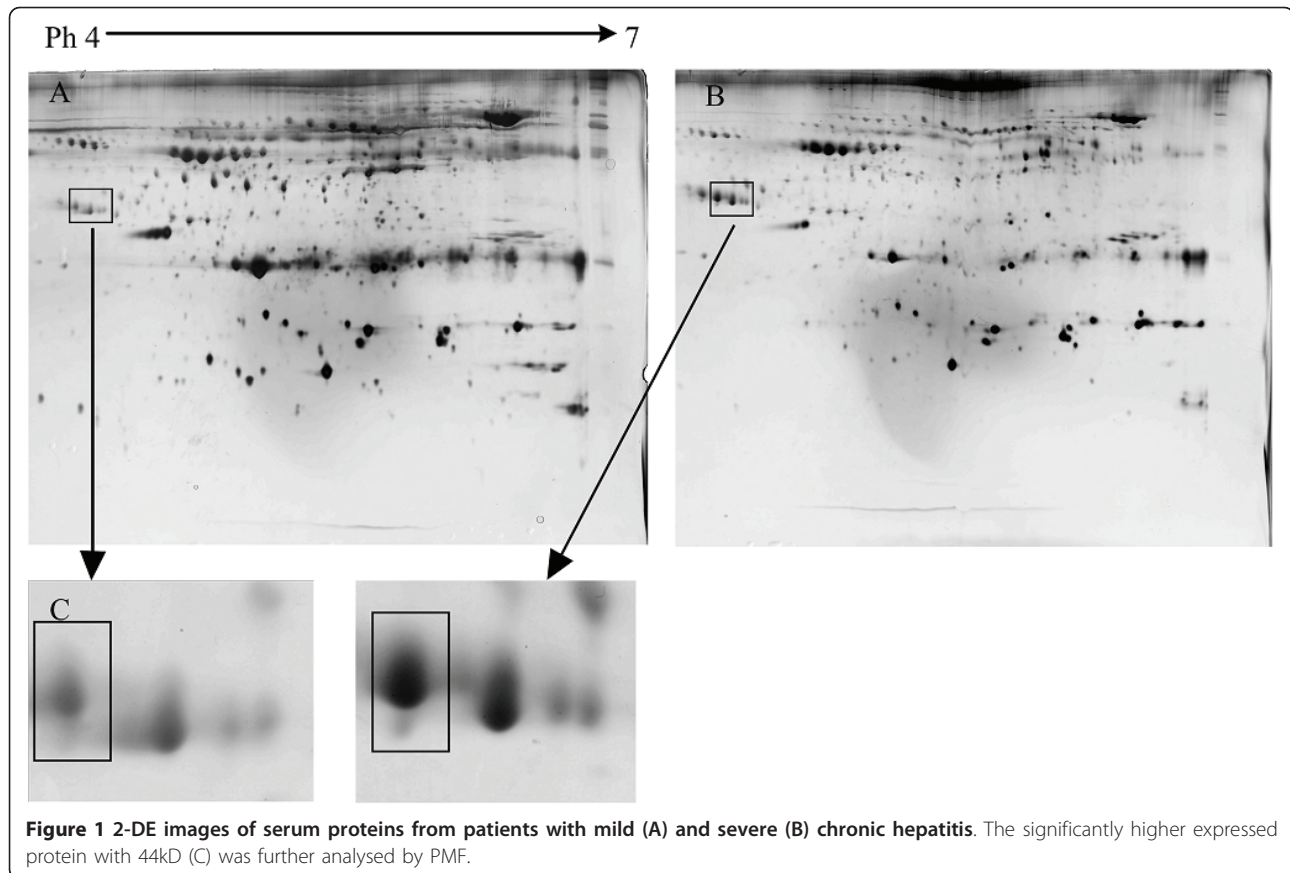 Ph 4 7
A
B
C
Figure 1 2-DE images of serum proteins from patients with mild (A) and severe (B) chronic hepatitis. The significantly higher expressed
protein with 44kD (C) was further analysed by PMF.